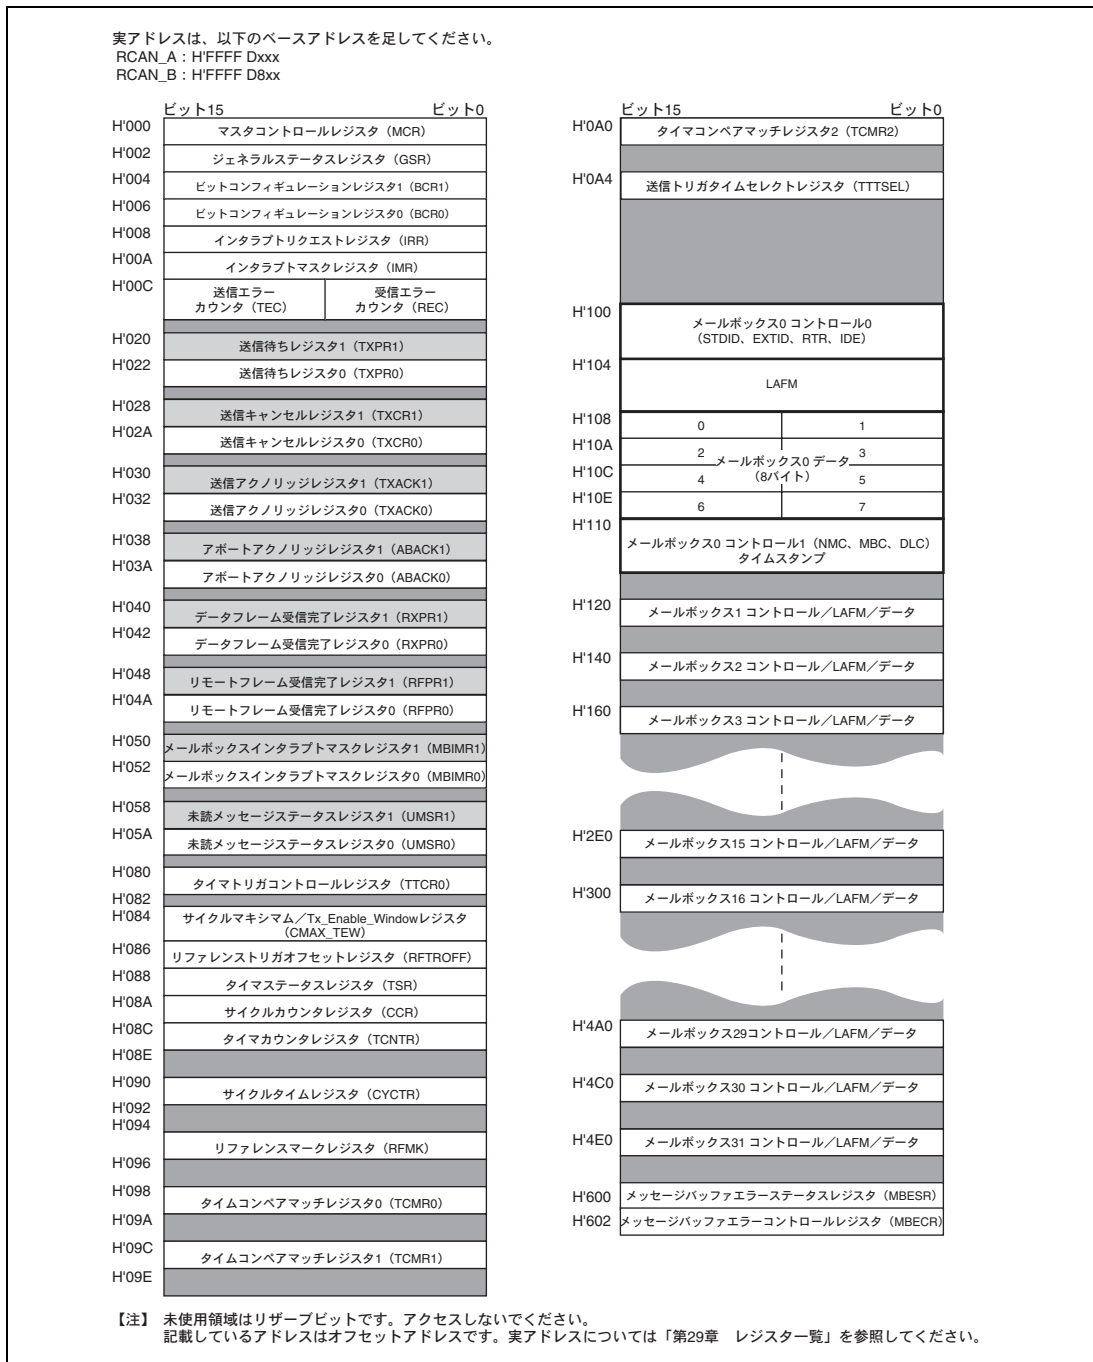 実アドレスは、以下のベースアドレスを足してください。
RCAN_A：H'FFFF Dxxx
RCAN_B：H'FFFF D8xx
ビット15 ビット0
H'000 マスタコントロールレジスタ（MCR）
H'002 ジェネラルステータスレジスタ（GSR）
H'004 ビットコンフィギュレーションレジスタ1（BCR1）
H'006 ビットコンフィギュレーションレジスタ0（BCR0）
H'008 インタラプトリクエストレジスタ（IRR）
H'00A インタラプトマスクレジスタ（IMR）
H'00C 送信エラー 受信エラー
カウンタ（TEC） カウンタ（REC）
H'020 送信待ちレジスタ1（TXPR1）
H'022 送信待ちレジスタ0（TXPR0）
H'028 送信キャンセルレジスタ1（TXCR1）
H'02A 送信キャンセルレジスタ0（TXCR0）
H'030 送信アクノリッジレジスタ1（TXACK1）
H'032 送信アクノリッジレジスタ0（TXACK0）
H'038 アボートアクノリッジレジスタ1（ABACK1）
H'03A アボートアクノリッジレジスタ0（ABACK0）
H'040 データフレーム受信完了レジスタ1（RXPR1）
H'042 データフレーム受信完了レジスタ0（RXPR0）
H'048 リモートフレーム受信完了レジスタ1（RFPR1）
H'04A リモートフレーム受信完了レジスタ0（RFPR0）
H'050 メールボックスインタラプトマスクレジスタ1（MBIMR1）
H'052 メールボックスインタラプトマスクレジスタ0（MBIMR0）
H'058 未読メッセージステータスレジスタ1（UMSR1）
H'05A 未読メッセージステータスレジスタ0（UMSR0）
H'080 タイマトリガコントロールレジスタ（TTCR0）
H'082
H'084 サイクルマキシマム／Tx_Enable_Windowレジスタ
（CMAX_TEW）
H'086 リファレンストリガオフセットレジスタ（RFTROFF）
H'088 タイマステータスレジスタ（TSR）
H'08A サイクルカウンタレジスタ（CCR）
H'08C タイマカウンタレジスタ（TCNTR）
H'08E
H'090 サイクルタイムレジスタ（CYCTR）
H'092
H'094
リファレンスマークレジスタ（RFMK）
H'096
H'098 タイムコンペアマッチレジスタ0（TCMR0）
H'09A
H'09C タイムコンペアマッチレジスタ1（TCMR1）
H'09E
ビット15 ビット0
H'0A0 タイマコンペアマッチレジスタ2（TCMR2）
H'0A4 送信トリガタイムセレクトレジスタ（TTTSEL）
H'100 メールボックス0 コントロール0
（STDID、EXTID、RTR、IDE）
H'104 LAFM
H'108 0 1
H'10A 2 メールボックス0 データ 3
H'10C 4 （8バイト） 5
H'10E 6 7
H'110 メールボックス0 コントロール1（NMC、MBC、DLC）
タイムスタンプ
H'120 メールボックス1 コントロール／LAFM／データ
H'140 メールボックス2 コントロール／LAFM／データ
H'160 メールボックス3 コントロール／LAFM／データ
H'2E0 メールボックス15 コントロール／LAFM／データ
H'300 メールボックス16 コントロール／LAFM／データ
H'4A0 メールボックス29コントロール／LAFM／データ
H'4C0 メールボックス30 コントロール／LAFM／データ
H'4E0 メールボックス31 コントロール／LAFM／データ
H'600 メッセージバッファエラーステータスレジスタ（MBESR）
H'602 メッセージバッファエラーコントロールレジスタ（MBECR）
【注】 未使用領域はリザーブビットです。アクセスしないでください。
記載しているアドレスはオフセットアドレスです。実アドレスについては「第29章 レジスター覧」を参照してください。